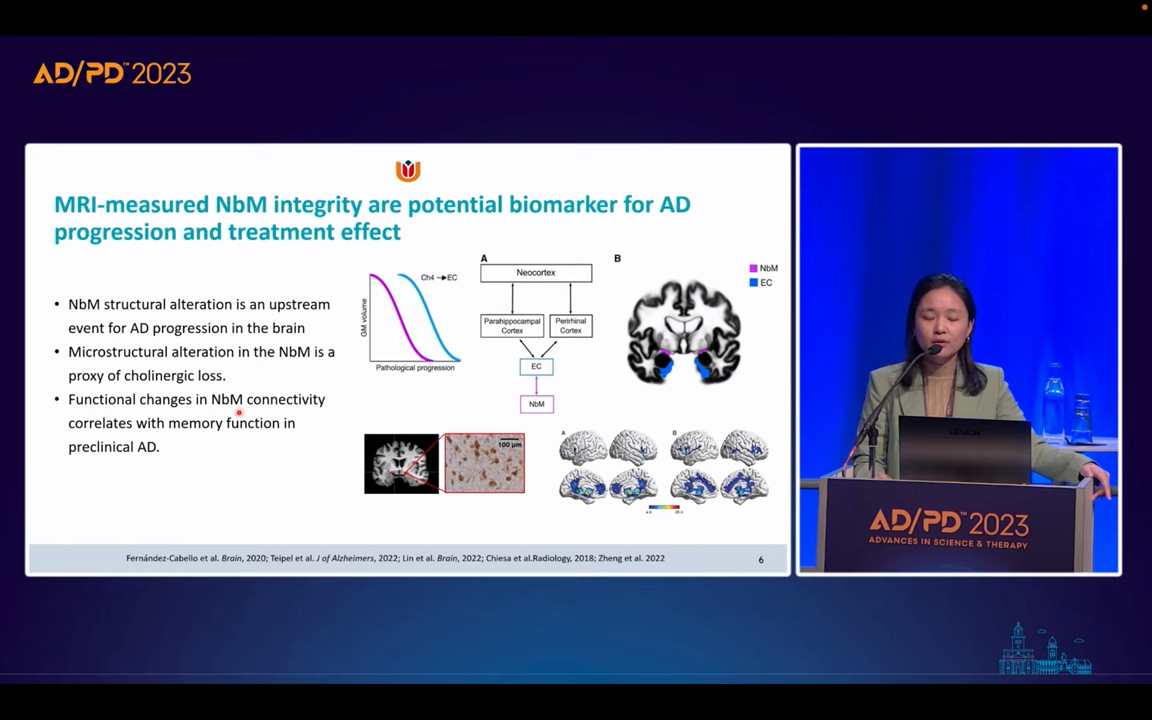 AD/PD™ 2023
MRI-measured NbM integrity are potential biomarker for AD
progression and treatment effect
• NbM structural alteration is an upstream
event for AD progression in the brain
• Microstructural alteration in the NbM is a
proxy of cholinergic loss.
• Functional changes in NbM connectivity
correlates with memory function in
preclinical AD.
GM volume
Ch4 → EC
Pathological progression
A
Neocortex
Parahippocampal
Cortex
Perirhinal
Cortex
EC
NbM
B
NbM
EC
100 µm
A
B
Fernández-Cabello et al. Brain, 2020; Teipel et al. J of Alzheimers, 2022; Lin et al. Brain, 2022; Chiesa et al.Radiology, 2018; Zheng et al. 2022
6
AD/PD™ 2023
ADVANCES IN SCIENCE & THERAPY